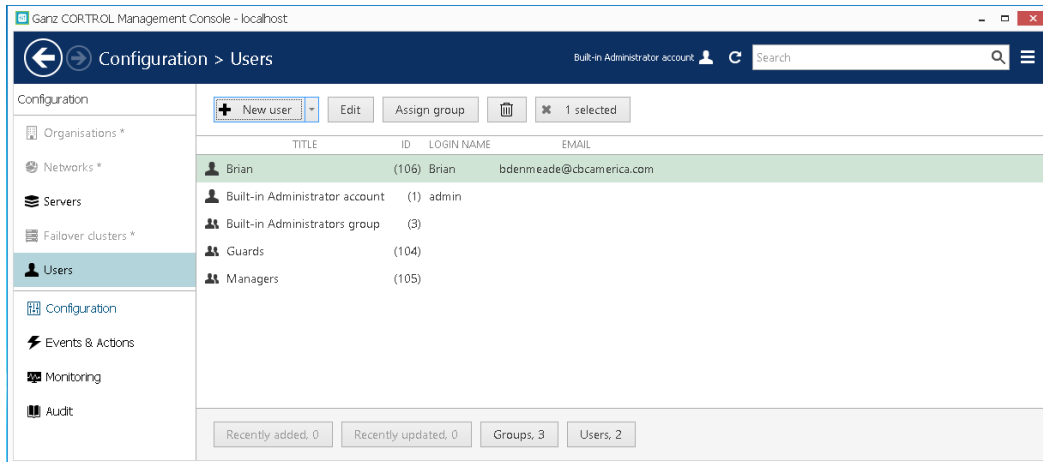 Ganz CORTROL Management Console - localhost
Configuration > Users
Built-in Administrator account
Search
Configuration
Organisations *
Networks *
Servers
Failover clusters *
Users
Configuration
Events & Actions
Monitoring
Audit
New user
Edit
Assign group
1 selected
TITLE ID LOGIN NAME EMAIL
Brian (106) Brian bdenmeade@cbcamerica.com
Built-in Administrator account (1) admin
Built-in Administrators group (3)
Guards (104)
Managers (105)
Recently added, 0
Recently updated, 0
Groups, 3
Users, 2